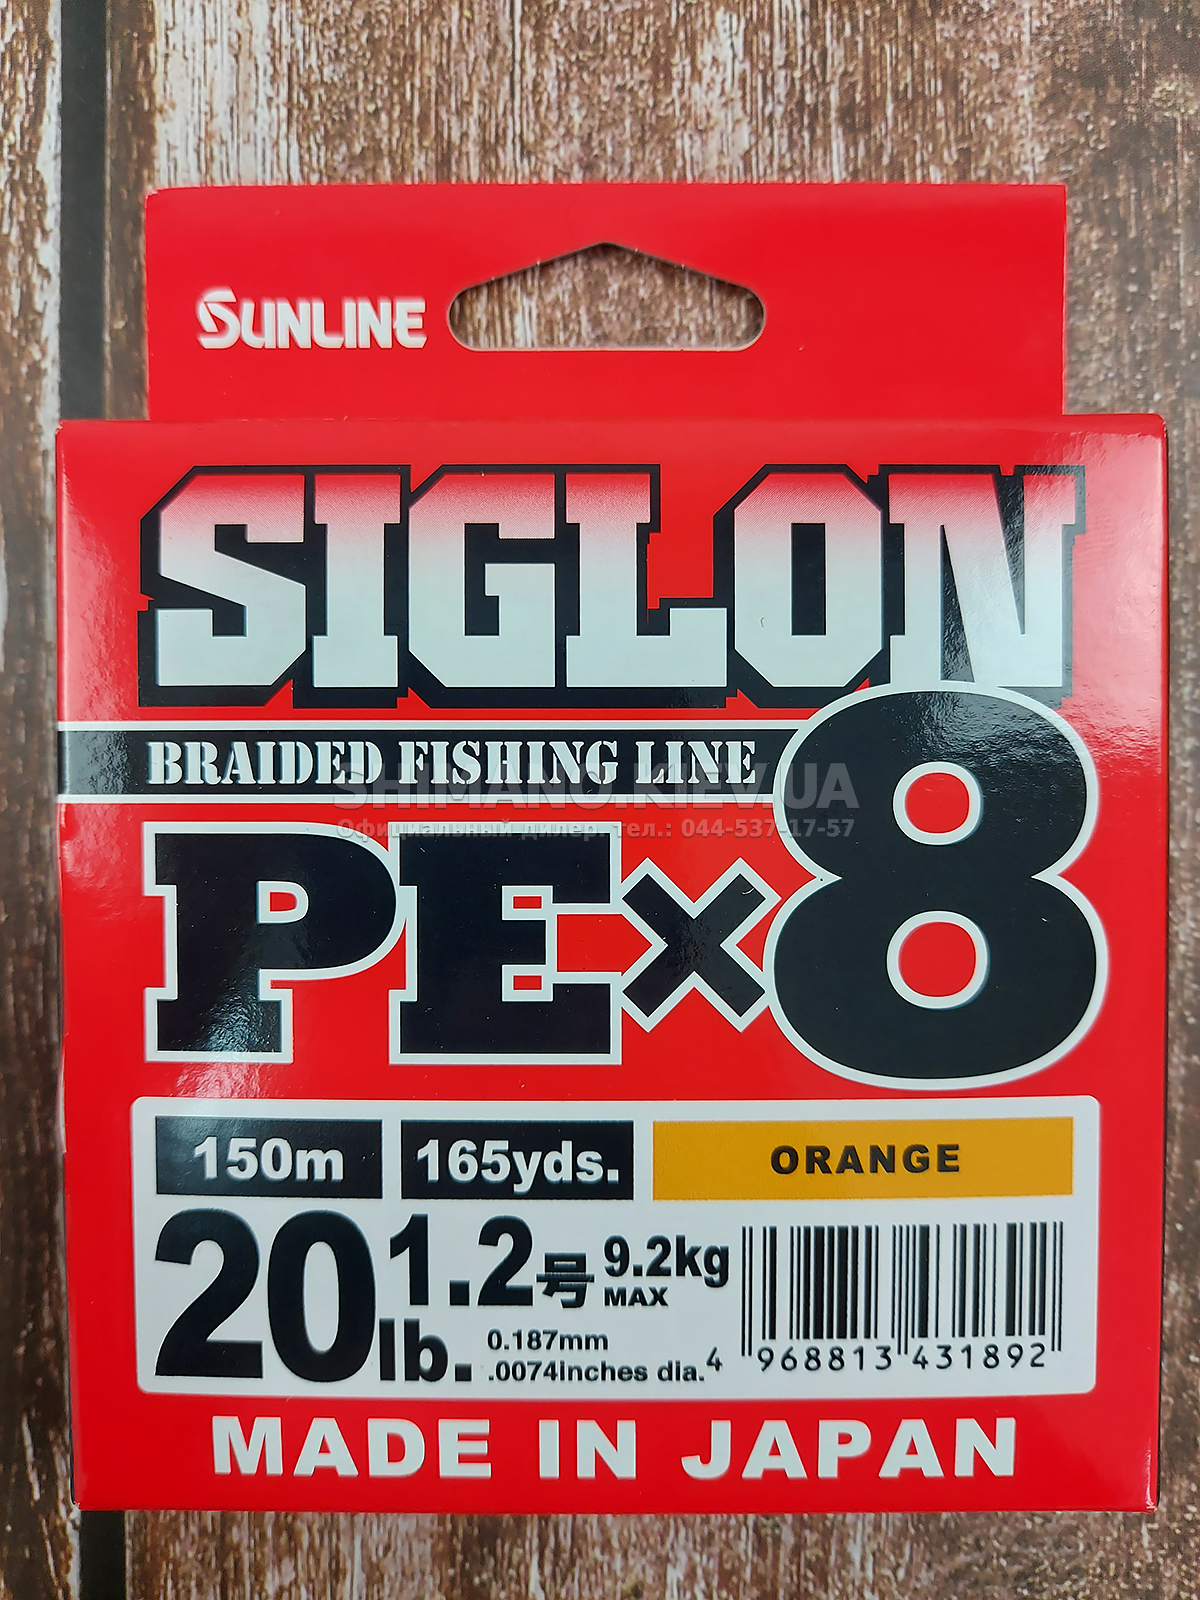 SUNLINE
SIGLON
BRAIDED FISHING LINE
SHIMANO.KIEV.UA
Официальный дилер. тел.: 044-537-17-57
PE×8
150m 165yds. ORANGE
20lb. 1.2号 9.2kg MAX
0.187mm
.0074inches dia.
4 968813 431892
MADE IN JAPAN